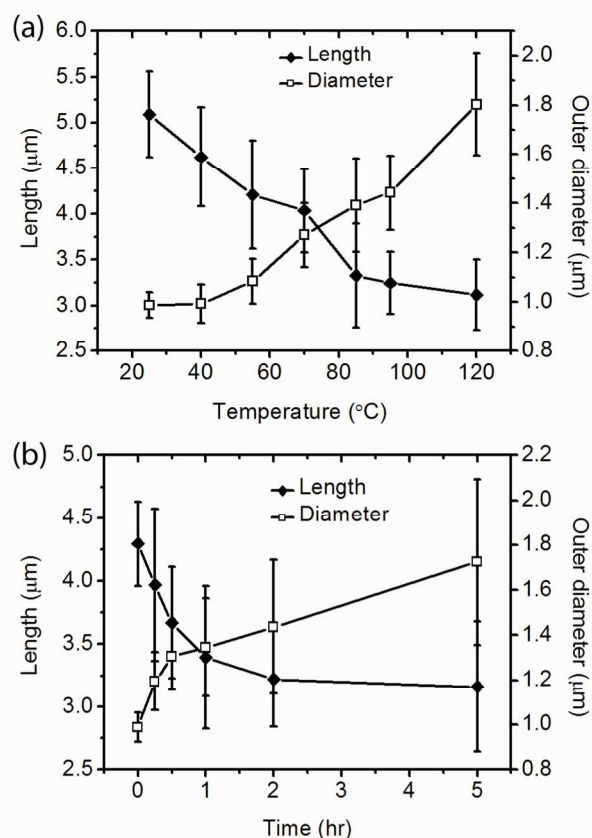 (a)
6.0
5.5
5.0
4.5
4.0
3.5
3.0
2.5
Length (μm)
Length
Diameter
2.0
1.8
1.6
1.4
1.2
1.0
0.8
Outer diameter (μm)
20 40 60 80 100 120
Temperature (°C)
(b)
5.0
4.5
4.0
3.5
3.0
2.5
Length (μm)
Length
Diameter
2.2
2.0
1.8
1.6
1.4
1.2
1.0
0.8
Outer diameter (μm)
0 1 2 3 4 5
Time (hr)